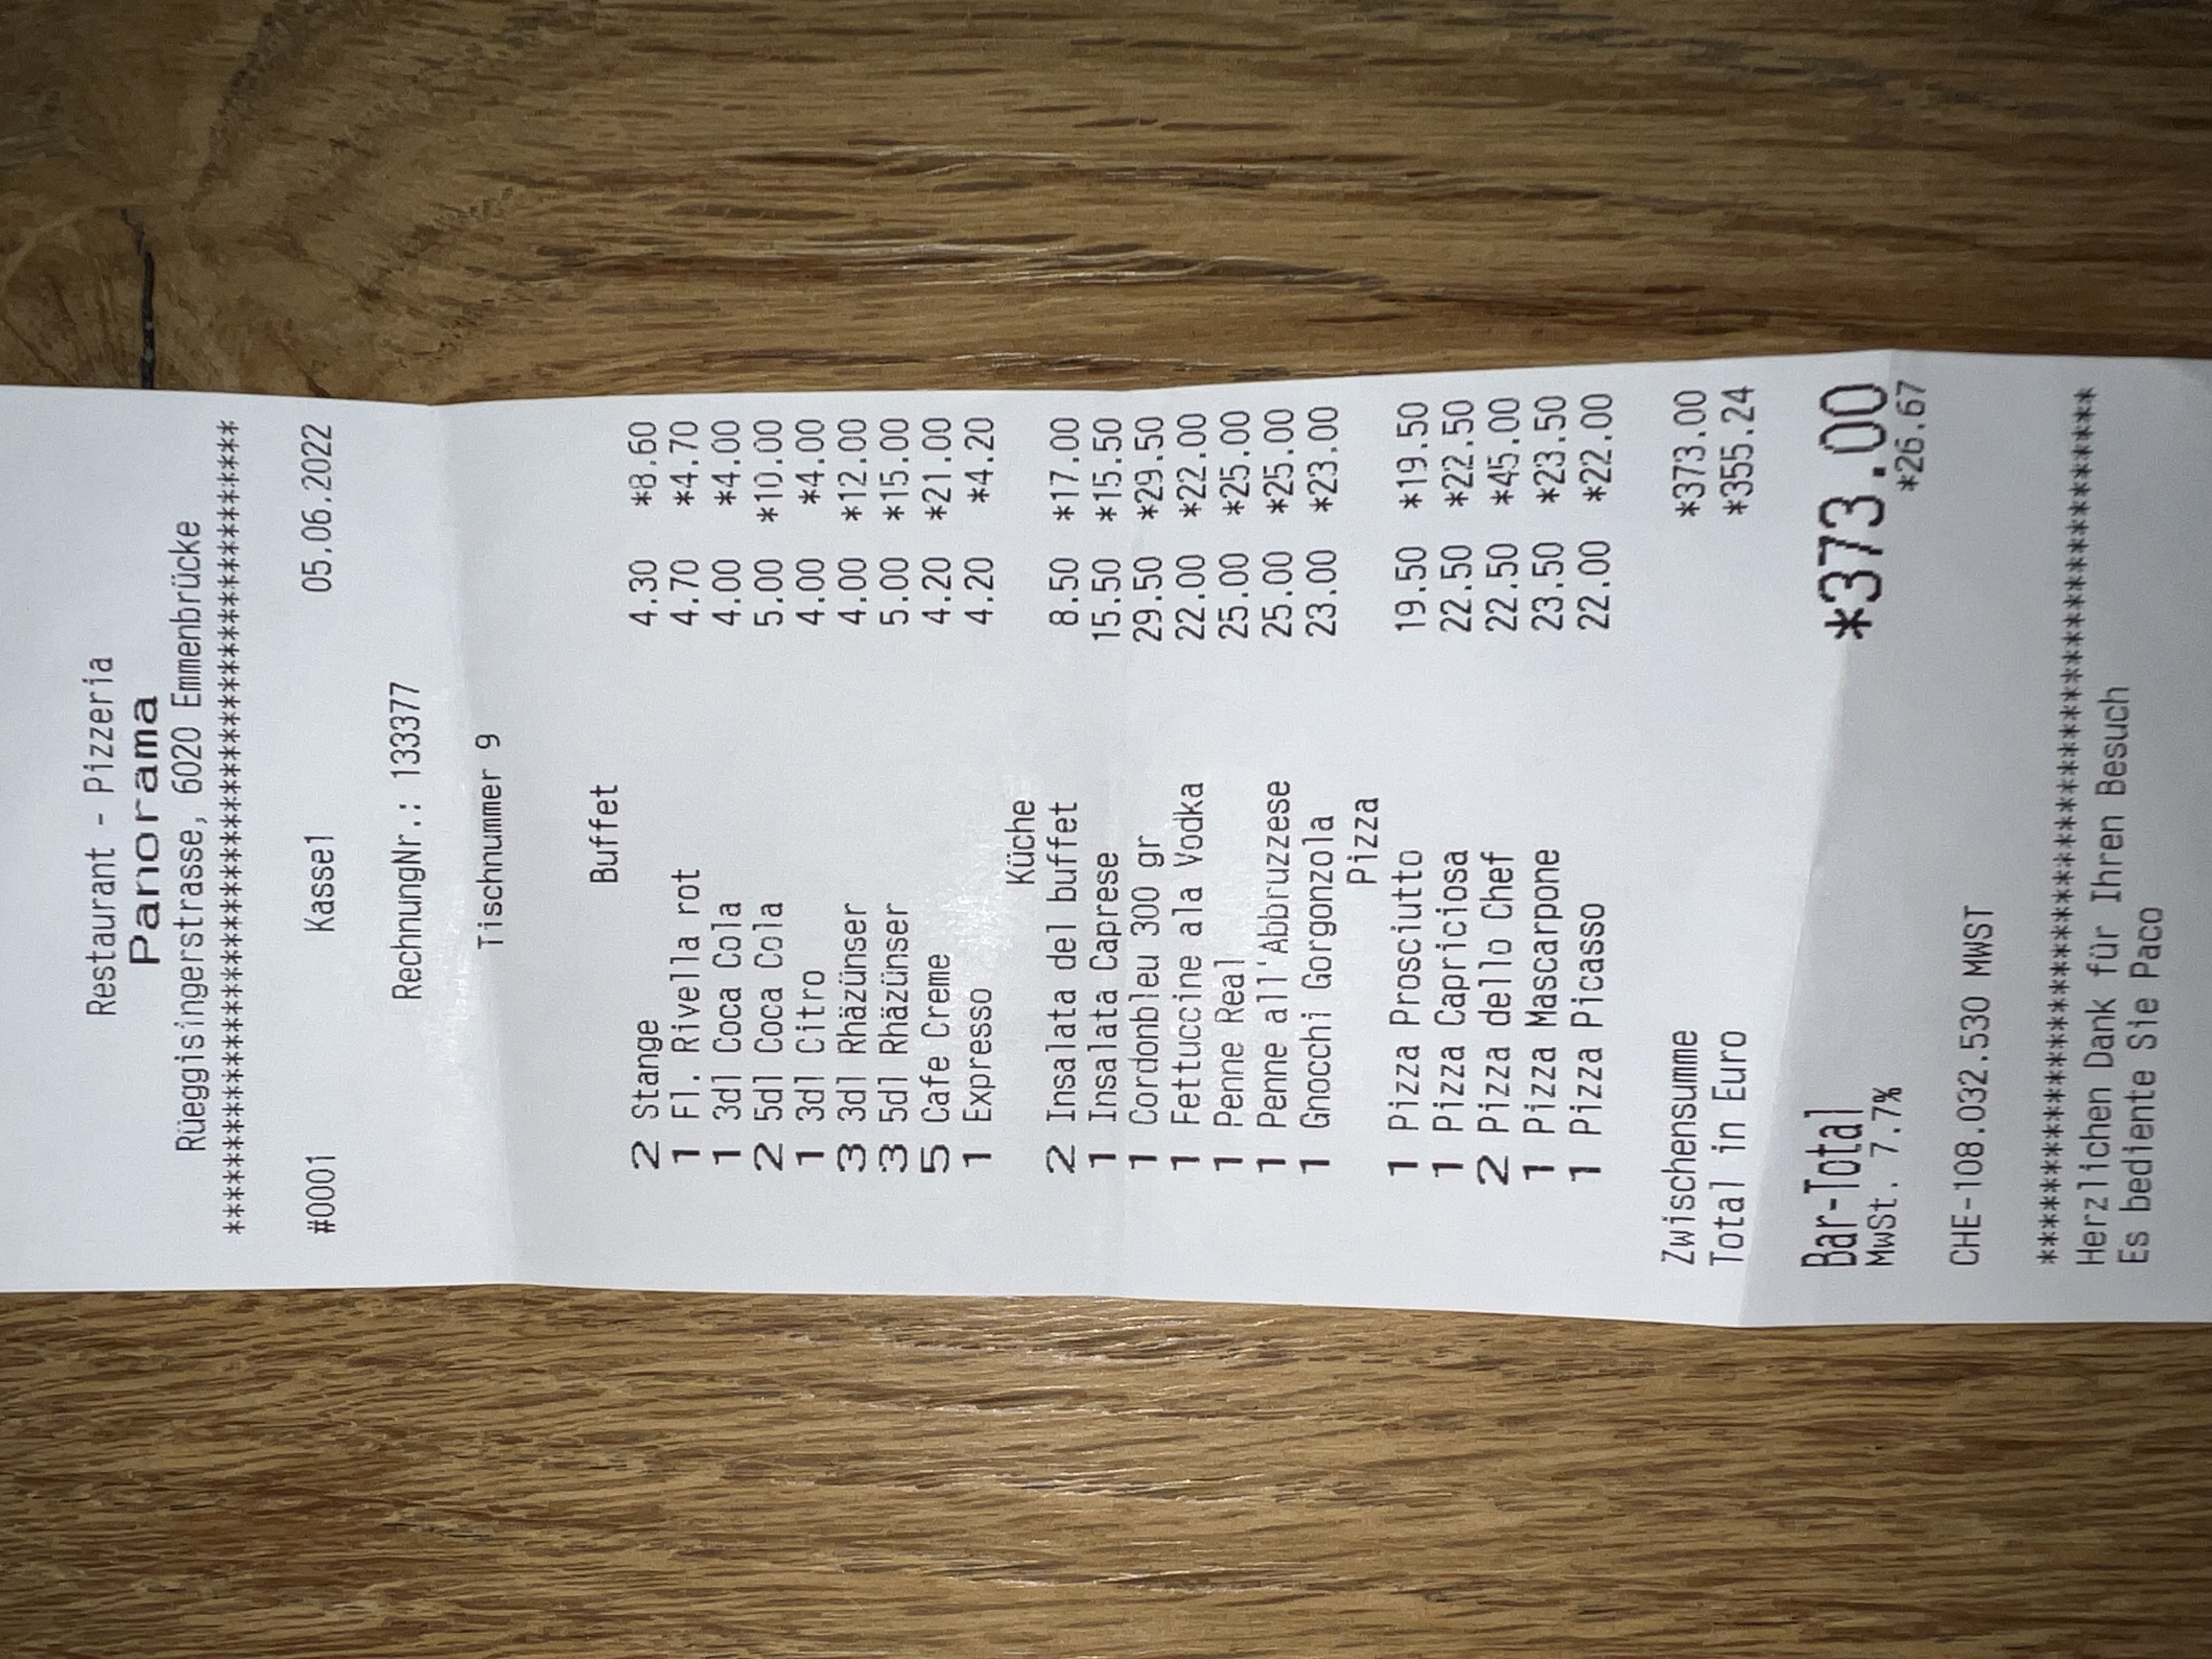 Restaurant - Pizzeria
Panorama
Rüeggisingerstrasse, 6020 Emmenbrücke
*************************************************
#0001 Kasse1 05.06.2022
RechnungNr.: 133377
Tischnummer 9
Buffet
2 Stange 4.30 *8.60
1 Fl. Rivella rot 4.70 *4.70
1 3dl Coca Cola 4.00 *4.00
2 5dl Coca Cola 5.00 *10.00
1 3dl Citro 4.00 *4.00
3 3dl Rhäzünser 4.00 *12.00
3 5dl Rhäzünser 5.00 *15.00
5 Cafe Creme 4.20 *21.00
1 Expresso 4.20 *4.20
Küche
2 Insalata del buffet 8.50 *17.00
1 Insalata Caprese 15.50 *15.50
1 Cordonbleu 300 gr 29.50 *29.50
1 Fettuccine ala Vodka 22.00 *22.00
1 Penne Real 25.00 *25.00
1 Penne all'Abbruzzese 25.00 *25.00
1 Gnocchi Gorgonzola 23.00 *23.00
Pizza
1 Pizza Prosciutto 19.50 *19.50
1 Pizza Capriciosa 22.50 *22.50
2 Pizza dello Chef 22.50 *45.00
1 Pizza Mascarpone 23.50 *23.50
1 Pizza Picasso 22.00 *22.00
Zwischensumme *373.00
Total in Euro *355.24
Bar-Total *373.00
MwSt. 7.7% *26.67
CHE-108.032.530 MWST
*************************************************
Herzlichen Dank für Ihren Besuch
Es bediente Sie Paco